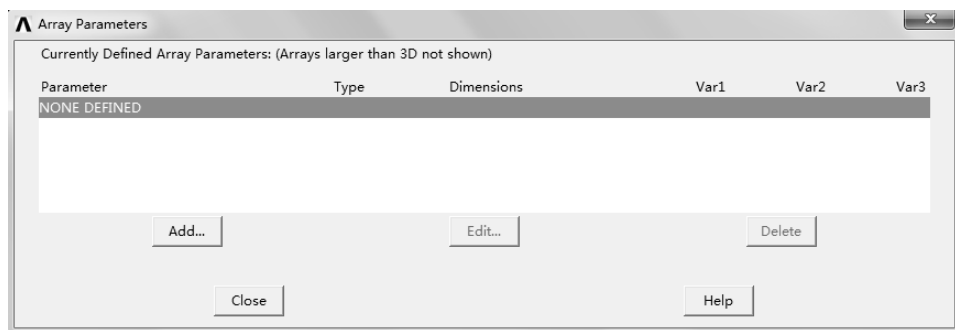 Array Parameters
Currently Defined Array Parameters: (Arrays larger than 3D not shown)
Parameter Type Dimensions Var1 Var2 Var3
NONE DEFINED
Add... Edit... Delete
Close Help